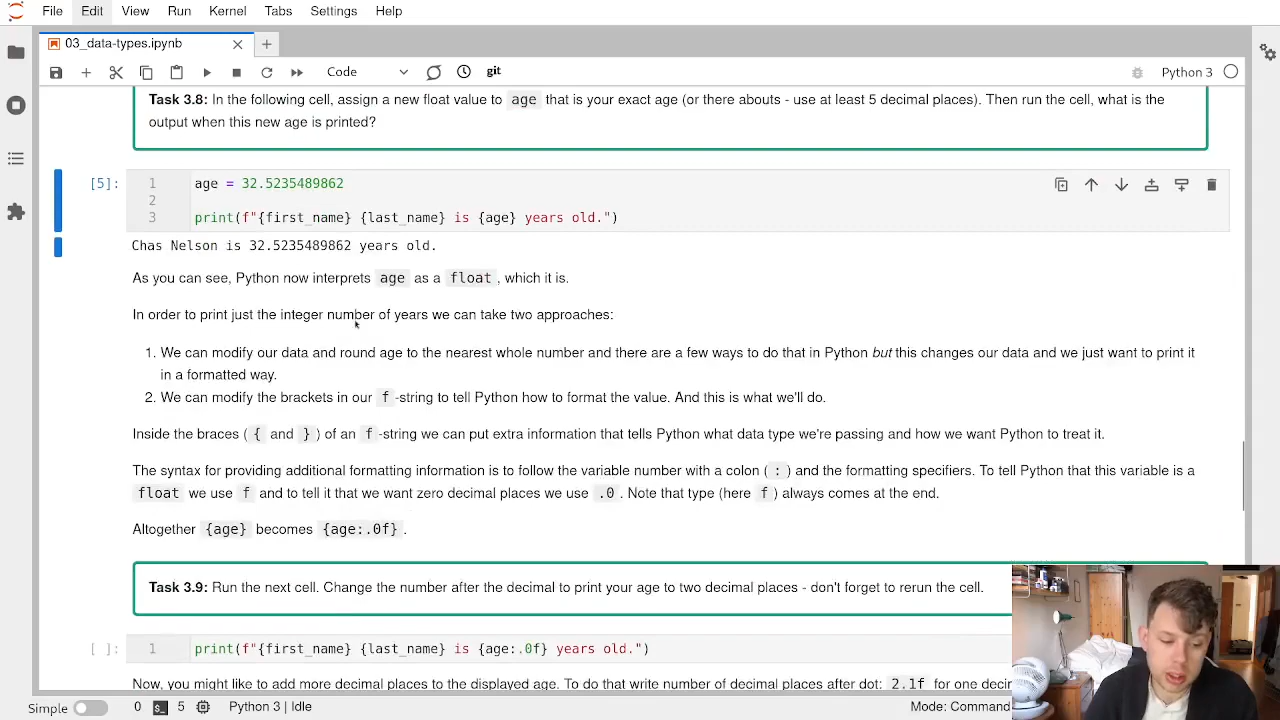 File Edit View Run Kernel Tabs Settings Help
03_data-types.ipynb
Code git Python 3
Task 3.8: In the following cell, assign a new float value to age that is your exact age (or there abouts - use at least 5 decimal places). Then run the cell, what is the
output when this new age is printed?
[5]: 1 age = 32.5235489862
2
3 print(f"{first_name} {last_name} is {age} years old.")
Chas Nelson is 32.5235489862 years old.
As you can see, Python now interprets age as a float , which it is.
In order to print just the integer number of years we can take two approaches:
1. We can modify our data and round age to the nearest whole number and there are a few ways to do that in Python but this changes our data and we just want to print it
in a formatted way.
2. We can modify the brackets in our f -string to tell Python how to format the value. And this is what we'll do.
Inside the braces ( { and } ) of an f -string we can put extra information that tells Python what data type we're passing and how we want Python to treat it.
The syntax for providing additional formatting information is to follow the variable number with a colon ( : ) and the formatting specifiers. To tell Python that this variable is a
float we use f and to tell it that we want zero decimal places we use .0 . Note that type (here f ) always comes at the end.
Altogether {age} becomes {age:.0f} .
Task 3.9: Run the next cell. Change the number after the decimal to print your age to two decimal places - don't forget to rerun the cell.
[ ]: 1 print(f"{first_name} {last_name} is {age:.0f} years old.")
Now, you might like to add more decimal places to the displayed age. To do that write number of decimal places after dot: 2.1f for one
Simple 0 5 Python 3 | Idle Mode: Command